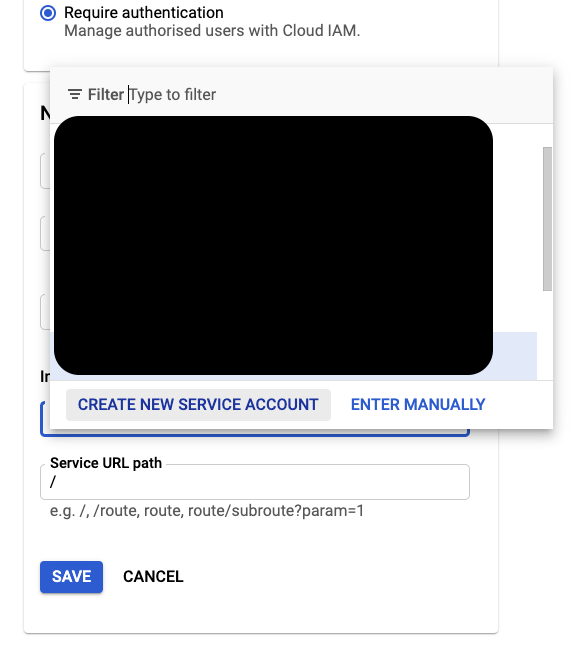 Require authentication
Manage authorised users with Cloud IAM.
Filter Type to filter
CREATE NEW SERVICE ACCOUNT
ENTER MANUALLY
Service URL path
/
e.g. /, /route, route, route/subroute?param=1
SAVE
CANCEL